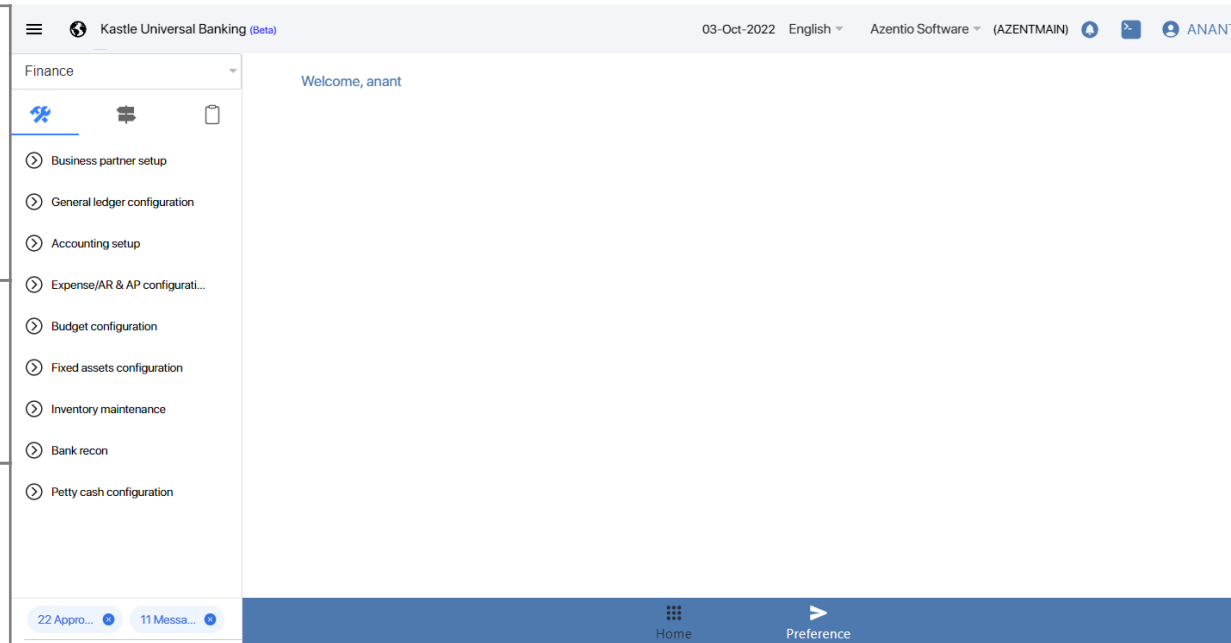 Kastle Universal Banking (Beta)
03-Oct-2022 English Azentio Software (AZENTMAIN) ANANT
Finance
Welcome, anant
Business partner setup
General ledger configuration
Accounting setup
Expense/AR & AP configurati...
Budget configuration
Fixed assets configuration
Inventory maintenance
Bank recon
Petty cash configuration
22 Appro... 11 Messa...
Home Preference